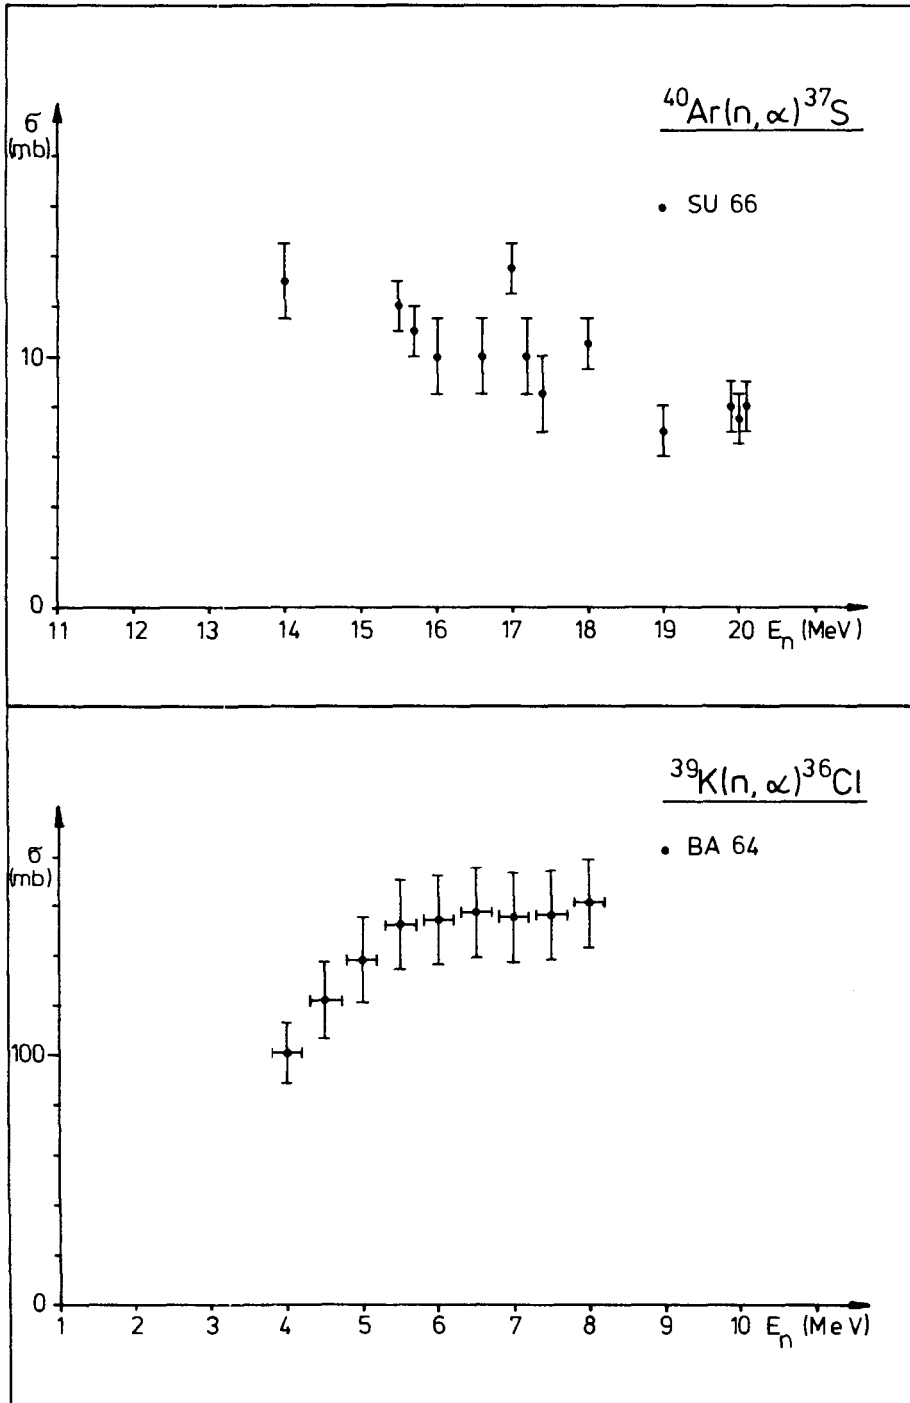 ⁴⁰Ar(n,α)³⁷S
σ
(mb)
• SU 66
10
0
11 12 13 14 15 16 17 18 19 20 Eₙ (MeV)
³⁹K(n,α)³⁶Cl
• BA 64
σ
(mb)
100
0
1 2 3 4 5 6 7 8 10 Eₙ (MeV)